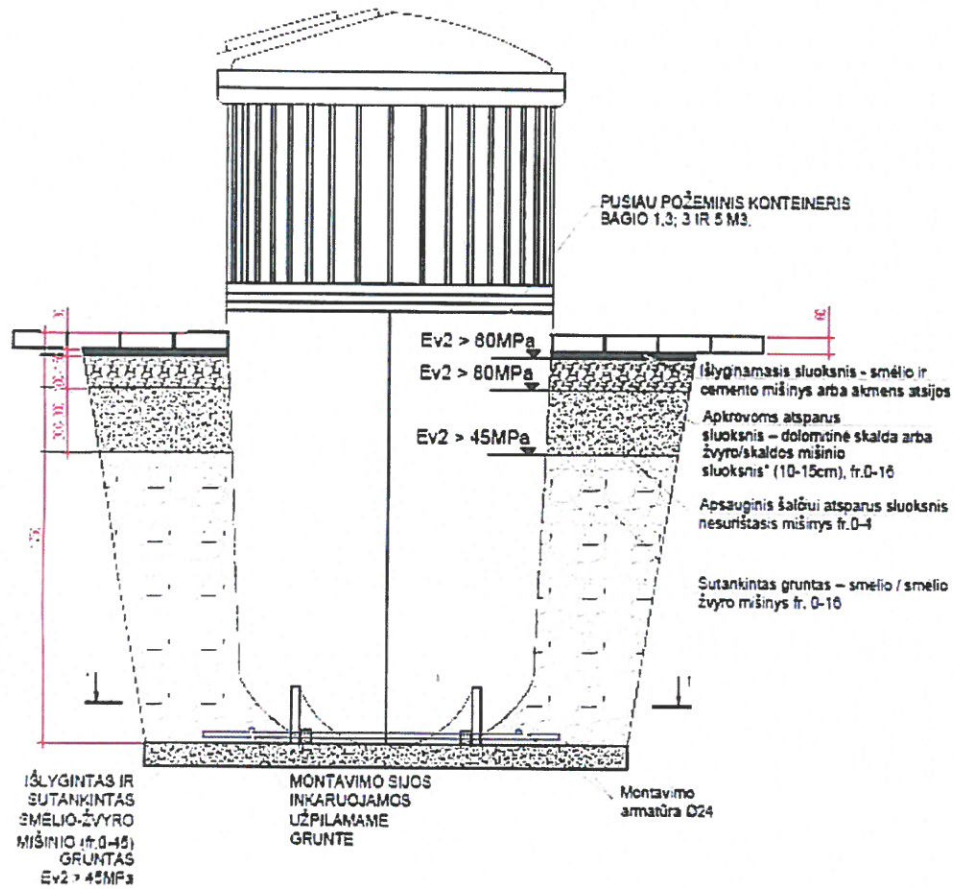 PUSIAU POŽEMINIS KONTEINERIS
BAGIO 1,3; 3 IR 5 M3.
60
Ev2 > 80MPa
Ev2 > 80MPa
Ev2 > 45MPa
Išlyginamasis sluoksnis - smėlio ir
cemento mišinys arba akmens atsijos
Apkrovoms atsparus
sluoksnis – dolomitinė skalda arba
žvyro/skaldos mišinio
sluoksnis* (10-15cm), fr.0-16
Apsauginis šalčiui atsparus sluoksnis
nesurištasis mišinys fr.0-4
Sutankintas gruntas – smelio / smelio
žvyro mišinys fr. 0-16
IŠLYGINTAS IR
SUTANKINTAS
SMĖLIO-ŽVYRO
MIŠINIO (fr.0-45)
GRUNTAS
Ev2 > 45MPa
MONTAVIMO SIJOS
INKARUOJAMOS
UŽPILAMAME
GRUNTE
Montavimo
armatūra Ø24